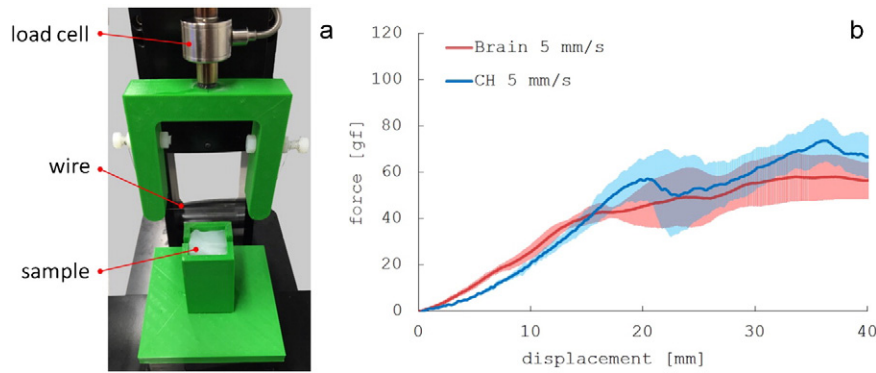 load cell
wire
sample
a
b
Brain 5 mm/s
CH 5 mm/s
force [gf]
120
100
80
60
40
20
0
0
10
20
30
40
displacement [mm]